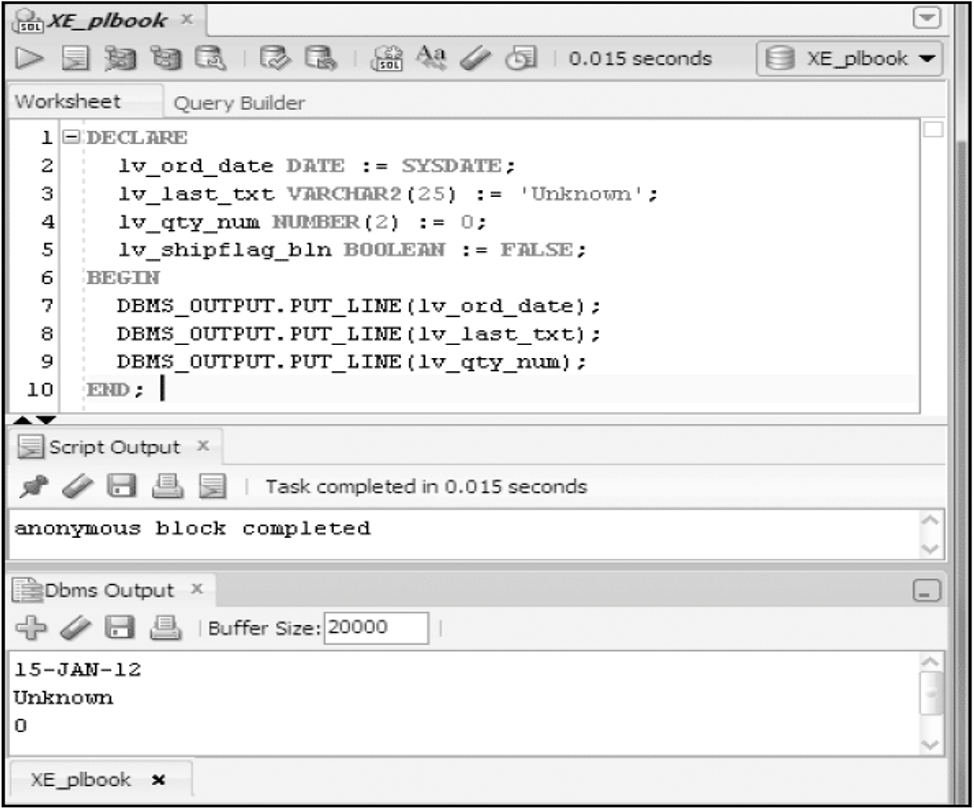 SQL XE_plbook ×
0.015 seconds XE_plbook
Worksheet Query Builder
1 DECLARE
2 lv_ord_date DATE := SYSDATE;
3 lv_last_txt VARCHAR2(25) := 'Unknown';
4 lv_qty_num NUMBER(2) := 0;
5 lv_shipflag_bln BOOLEAN := FALSE;
6 BEGIN
7 DBMS_OUTPUT.PUT_LINE(lv_ord_date);
8 DBMS_OUTPUT.PUT_LINE(lv_last_txt);
9 DBMS_OUTPUT.PUT_LINE(lv_qty_num);
10 END;
Script Output ×
Task completed in 0.015 seconds
anonymous block completed
Dbms Output ×
Buffer Size: 20000
15-JAN-12
Unknown
0
XE_plbook ×